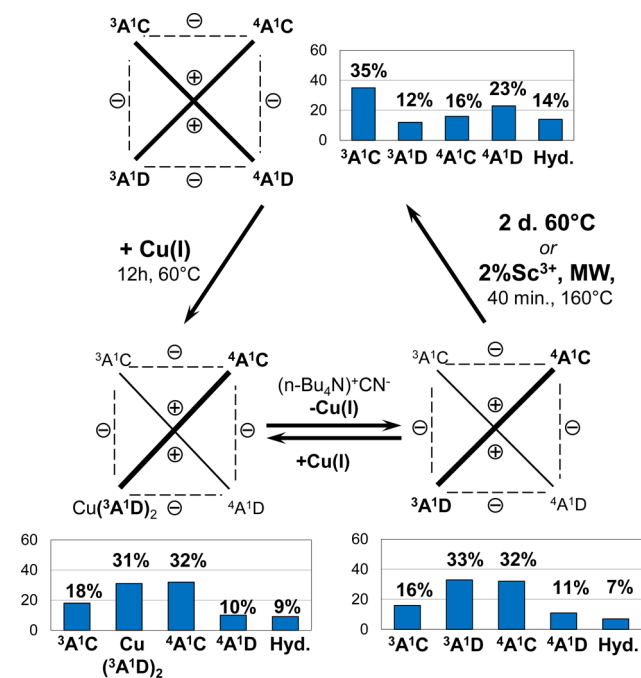 ³A¹C ⊖ ⁴A¹C
⊕
⊖ ⊖
⊕
³A¹D ⊖ ⁴A¹D
60
40
20
0
35% 12% 16% 23% 14%
³A¹C ³A¹D ⁴A¹C ⁴A¹D Hyd.
+ Cu(I)
12h, 60°C
2 d. 60°C
or
2%Sc³⁺, MW,
40 min., 160°C
³A¹C ⊖ ⁴A¹C
⊕
⊖ ⊖
⊕
Cu(³A¹D)₂ ⊖ ⁴A¹D
(n-Bu₄N)⁺CN⁻
-Cu(I)
+Cu(I)
³A¹C ⊖ ⁴A¹C
⊕
⊖ ⊖
⊕
³A¹D ⊖ ⁴A¹D
60
40
20
0
18% 31% 32% 10% 9%
³A¹C Cu ⁴A¹C ⁴A¹D Hyd.
(³A¹D)₂
60
40
20
0
16% 33% 32% 11% 7%
³A¹C ³A¹D ⁴A¹C ⁴A¹D Hyd.